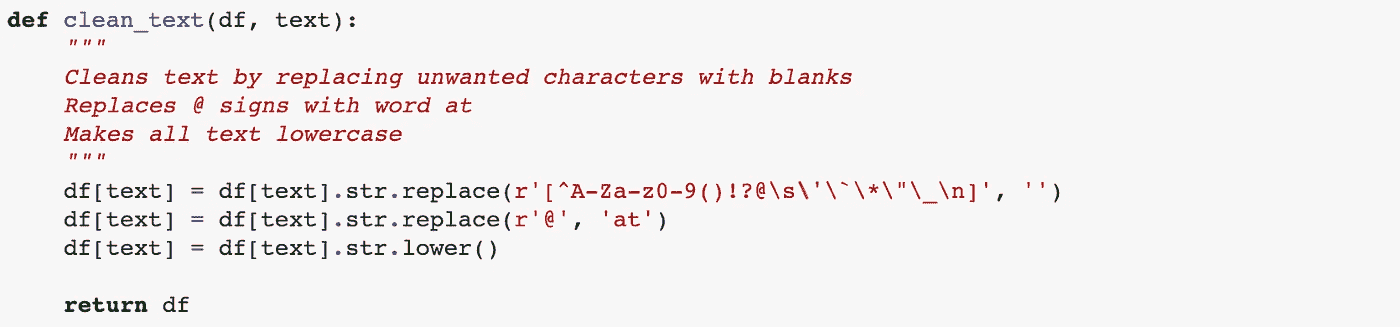 def clean_text(df, text):
    """
    Cleans text by replacing unwanted characters with blanks
    Replaces @ signs with word at
    Makes all text lowercase
    """
    df[text] = df[text].str.replace(r'[^A-Za-z0-9()!?@\s\'\`\*\"\_\n]', '')
    df[text] = df[text].str.replace(r'@', 'at')
    df[text] = df[text].str.lower()

    return df